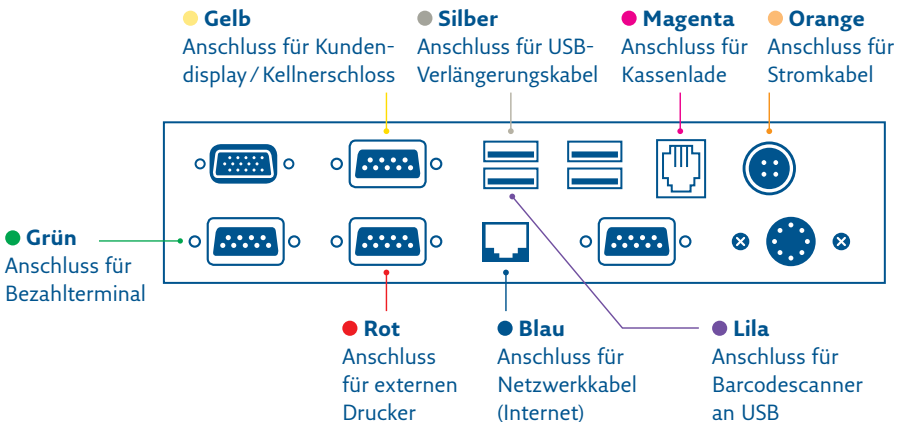 Gelb
Anschluss für Kunden-
display / Kellnerschloss
Silber
Anschluss für USB-
Verlängerungskabel
Magenta
Anschluss für
Kassenlade
Orange
Anschluss für
Stromkabel
Grün
Anschluss für
Bezahlterminal
Rot
Anschluss
für externen
Drucker
Blau
Anschluss für
Netzwerkkabel
(Internet)
Lila
Anschluss für
Barcodescanner
an USB